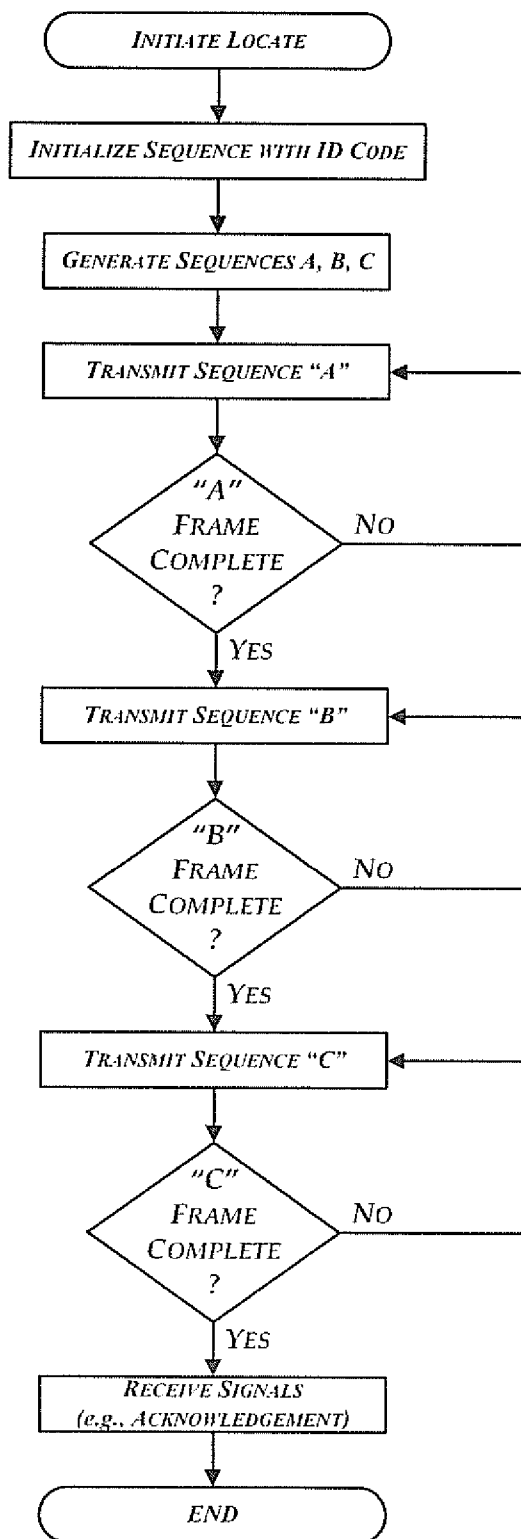 INITIATE LOCATE
INITIALIZE SEQUENCE WITH ID CODE
GENERATE SEQUENCES A, B, C
TRANSMIT SEQUENCE “A”
"A"
FRAME
COMPLETE
?
NO
YES
TRANSMIT SEQUENCE “B”
"B"
FRAME
COMPLETE
?
NO
YES
TRANSMIT SEQUENCE “C”
"C"
FRAME
COMPLETE
?
NO
YES
RECEIVE SIGNALS
(e.g., ACKNOWLEDGEMENT)
END